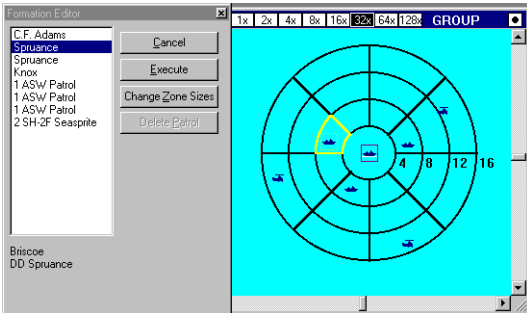 Formation Editor
C.F. Adams
Spruance
Spruance
Knox
1 ASW Patrol
1 ASW Patrol
1 ASW Patrol
2 SH-2F Seasprite
Cancel
Execute
Change Zone Sizes
Delete Patrol
Briscoe
DD Spruance
1x 2x 4x 8x 16x 32x 64x 128x GROUP
4 8 12 16